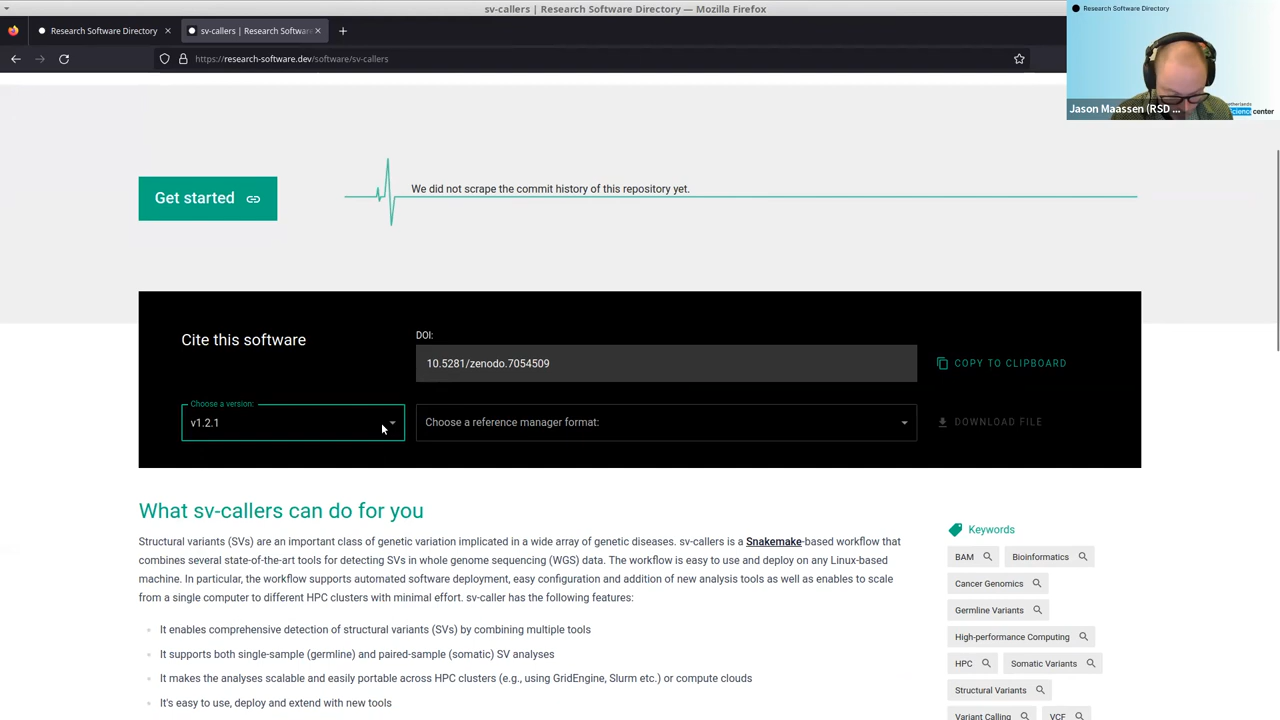 sv-callers | Research Software Directory — Mozilla Firefox
Research Software Directory
sv-callers | Research Softwar
https://research-software.dev/software/sv-callers
Research Software Directory
Jason Maassen (RSD ...
center
Get started
We did not scrape the commit history of this repository yet.
Cite this software
DOI:
10.5281/zenodo.7054509
COPY TO CLIPBOARD
Choose a version:
v1.2.1
Choose a reference manager format:
DOWNLOAD FILE
What sv-callers can do for you
Structural variants (SVs) are an important class of genetic variation implicated in a wide array of genetic diseases. sv-callers is a Snakemake-based workflow that
combines several state-of-the-art tools for detecting SVs in whole genome sequencing (WGS) data. The workflow is easy to use and deploy on any Linux-based
machine. In particular, the workflow supports automated software deployment, easy configuration and addition of new analysis tools as well as enables to scale
from a single computer to different HPC clusters with minimal effort. sv-caller has the following features:
It enables comprehensive detection of structural variants (SVs) by combining multiple tools
It supports both single-sample (germline) and paired-sample (somatic) SV analyses
It makes the analyses scalable and easily portable across HPC clusters (e.g., using GridEngine, Slurm etc.) or compute clouds
It's easy to use, deploy and extend with new tools
Keywords
BAM
Bioinformatics
Cancer Genomics
Germline Variants
High-performance Computing
HPC
Somatic Variants
Structural Variants
Variant Calling
VCF